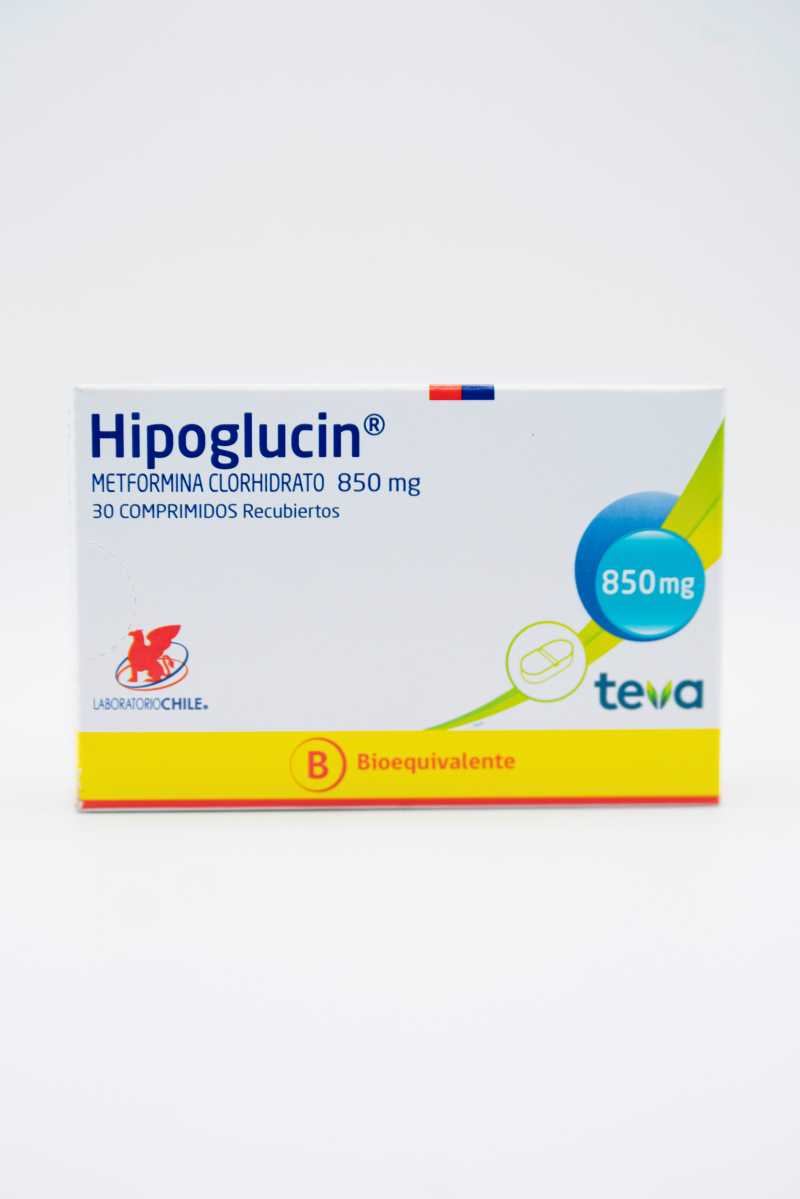 Hipoglucin®
METFORMINA CLORHIDRATO 850 mg
30 COMPRIMIDOS Recubiertos
850mg
LABORATORIOCHILE®
teva
B Bioequivalente